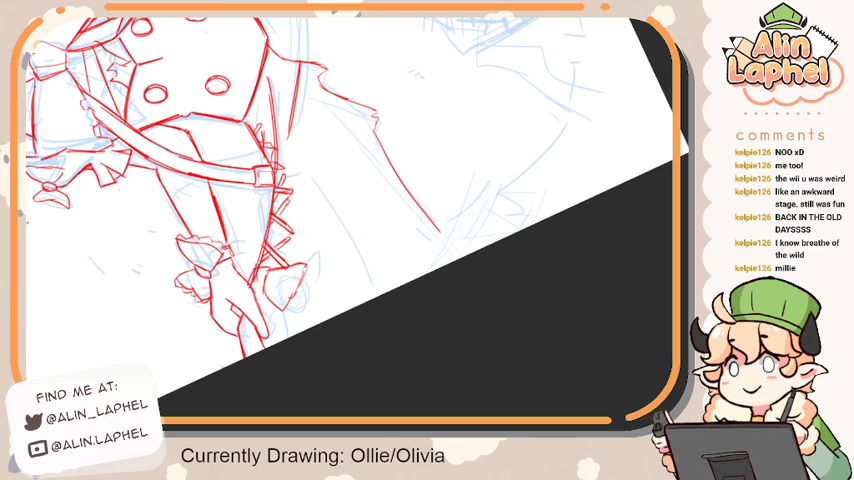 Alin
Laphel
comments
kelpie126 NOO xD
kelpie126 me too!
kelpie126 the wii u was weird
kelpie126 like an awkward
stage. still was fun
kelpie126 BACK IN THE OLD
DAYSSSS
kelpie126 I know breathe of
the wild
kelpie126 millie
FIND ME AT:
@ALIN_LAPHEL
@ALIN.LAPHEL
Currently Drawing: Ollie/Olivia